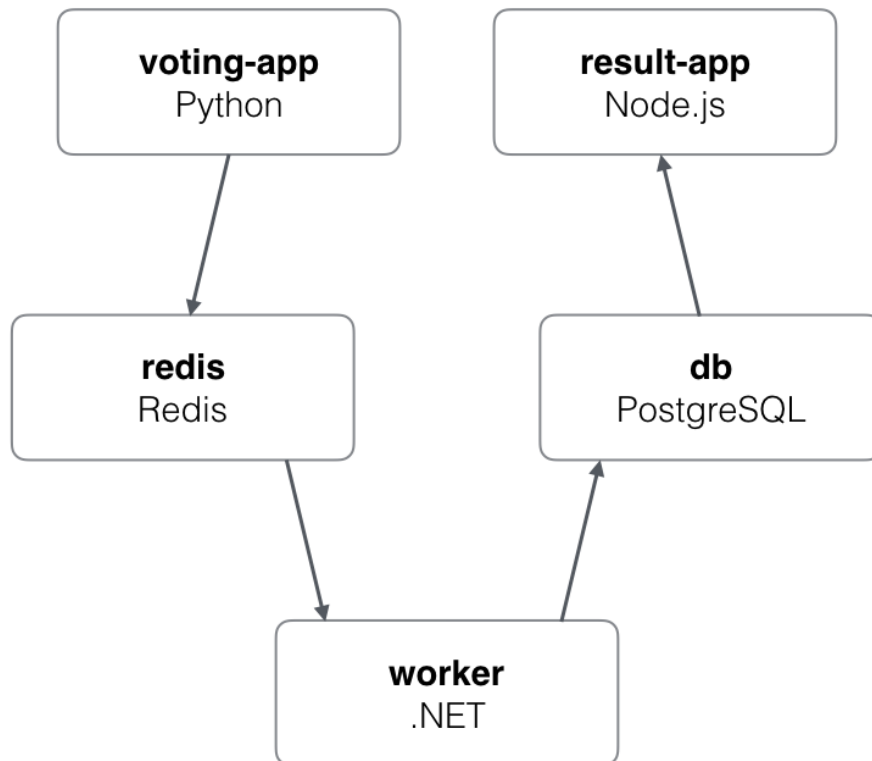 voting-app
Python
result-app
Node.js
redis
Redis
db
PostgreSQL
worker
.NET